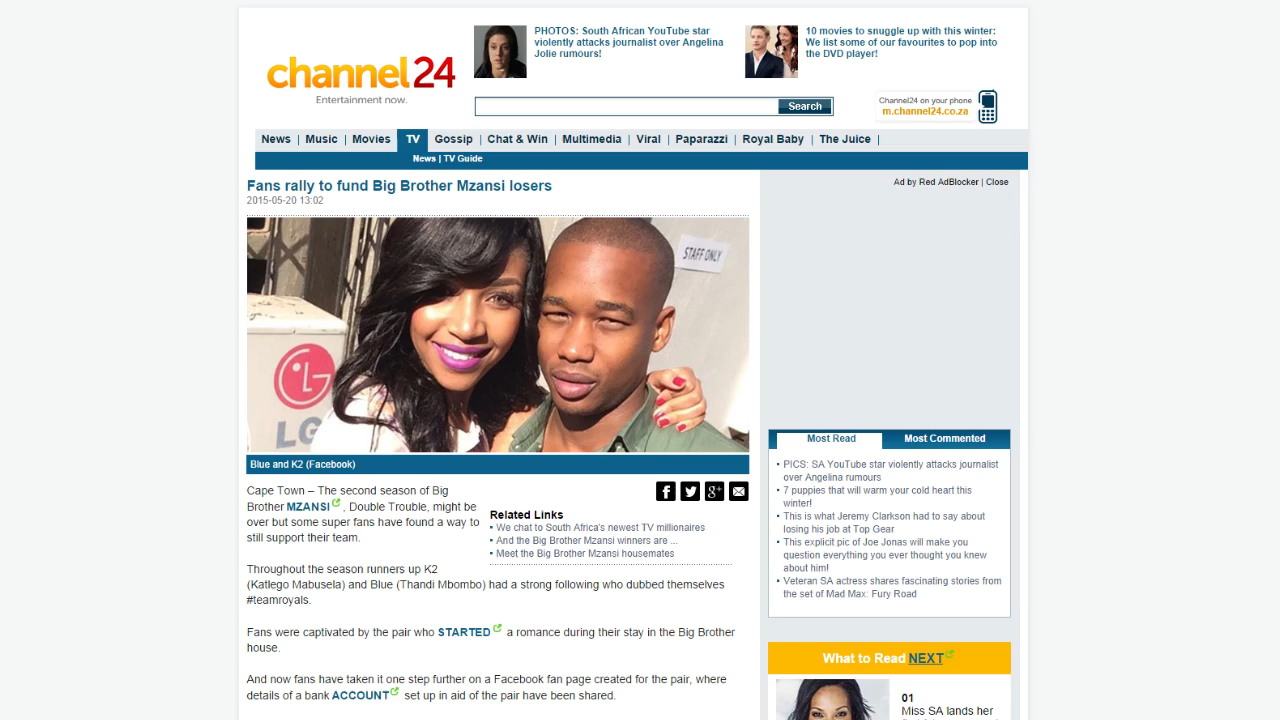 PHOTOS: South African YouTube star
violently attacks journalist over Angelina
Jolie rumours!
10 movies to snuggle up with this winter:
We list some of our favourites to pop into
the DVD player!
channel24
Entertainment now.
Search
Channel24 on your phone
m.channel24.co.za
News | Music | Movies TV Gossip | Chat & Win | Multimedia | Viral | Paparazzi | Royal Baby | The Juice |
News | TV Guide
Fans rally to fund Big Brother Mzansi losers
2015-05-20 13:02
Ad by Red AdBlocker | Close
STAFF ONLY
LG
Blue and K2 (Facebook)
Cape Town – The second season of Big
Brother MZANSI , Double Trouble, might be
over but some super fans have found a way to
still support their team.
Related Links
We chat to South Africa's newest TV millionaires
And the Big Brother Mzansi winners are ...
Meet the Big Brother Mzansi housemates
Throughout the season runners up K2
(Katlego Mabusela) and Blue (Thandi Mbombo) had a strong following who dubbed themselves
#teamroyals.
Fans were captivated by the pair who STARTED a romance during their stay in the Big Brother
house.
And now fans have taken it one step further on a Facebook fan page created for the pair, where
details of a bank ACCOUNT set up in aid of the pair have been shared.
Most Read
Most Commented
PICS: SA YouTube star violently attacks journalist
over Angelina rumours
7 puppies that will warm your cold heart this
winter!
This is what Jeremy Clarkson had to say about
losing his job at Top Gear
This explicit pic of Joe Jonas will make you
question everything you ever thought you knew
about him!
Veteran SA actress shares fascinating stories from
the set of Mad Max: Fury Road
What to Read NEXT
01
Miss SA lands her